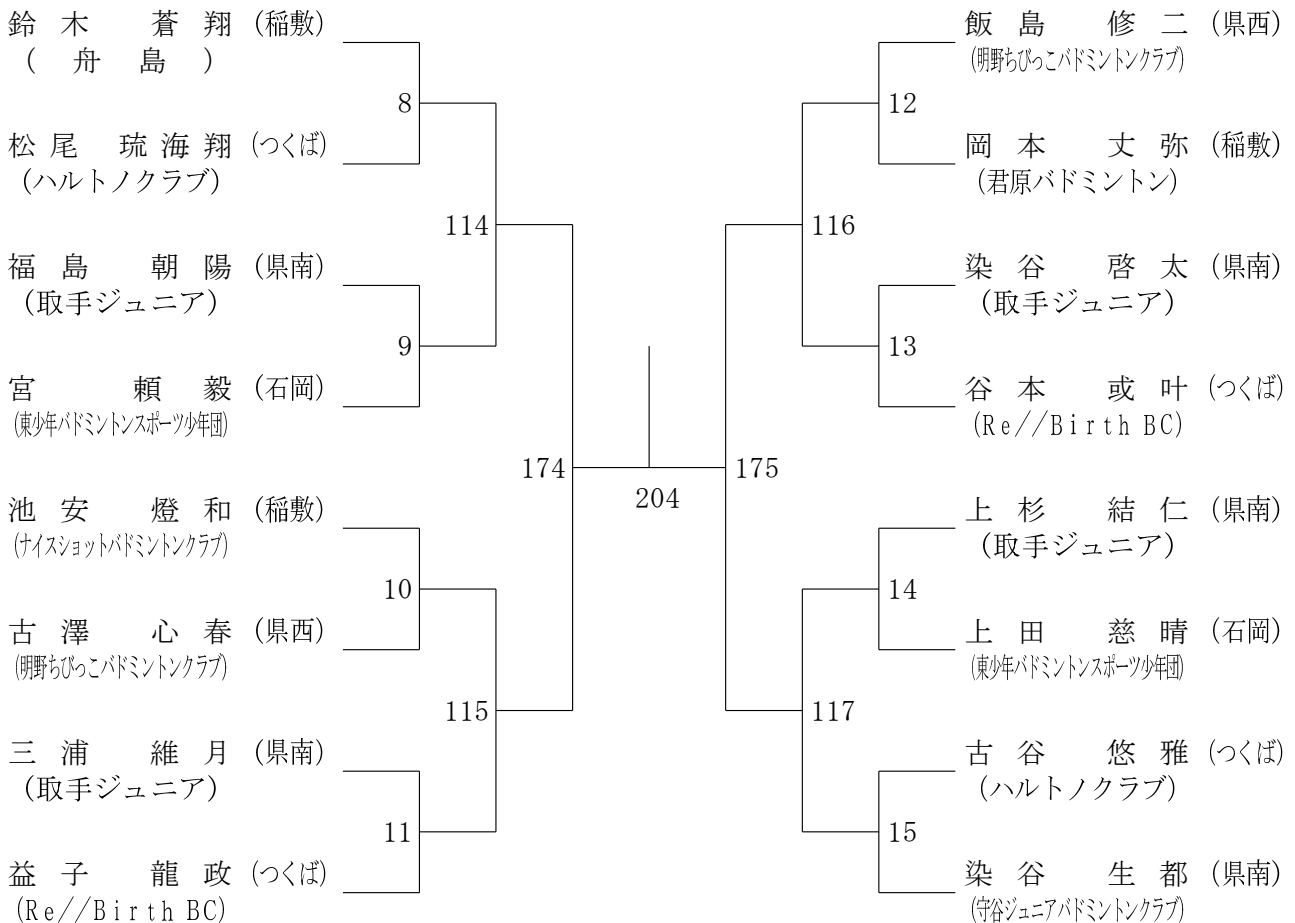 鈴木 蒼翔 (稲敷)
(舟島)
8
松尾 琉海翔 (つくば)
(ハルトノクラブ)
114
福島 朝陽 (県南)
(取手ジュニア)
9
宮 頼毅 (石岡)
(東少年バドミントンスポーツ少年団)
174
池安 燈和 (稲敷)
(ナイスショットバドミントンクラブ)
10
古澤 心春 (県西)
(明野ちびっこバドミントンクラブ)
115
三浦 維月 (県南)
(取手ジュニア)
11
益子 龍政 (つくば)
(Re//Birth BC)
204
飯島 修二 (県西)
(明野ちびっこバドミントンクラブ)
12
岡本 丈弥 (稲敷)
(君原バドミントン)
116
染谷 啓太 (県南)
(取手ジュニア)
13
谷本 或叶 (つくば)
(Re//Birth BC)
175
上杉 結仁 (県南)
(取手ジュニア)
14
上田 慈晴 (石岡)
(東少年バドミントンスポーツ少年団)
117
古谷 悠雅 (つくば)
(ハルトノクラブ)
15
染谷 生都 (県南)
(守谷ジュニアバドミントンクラブ)